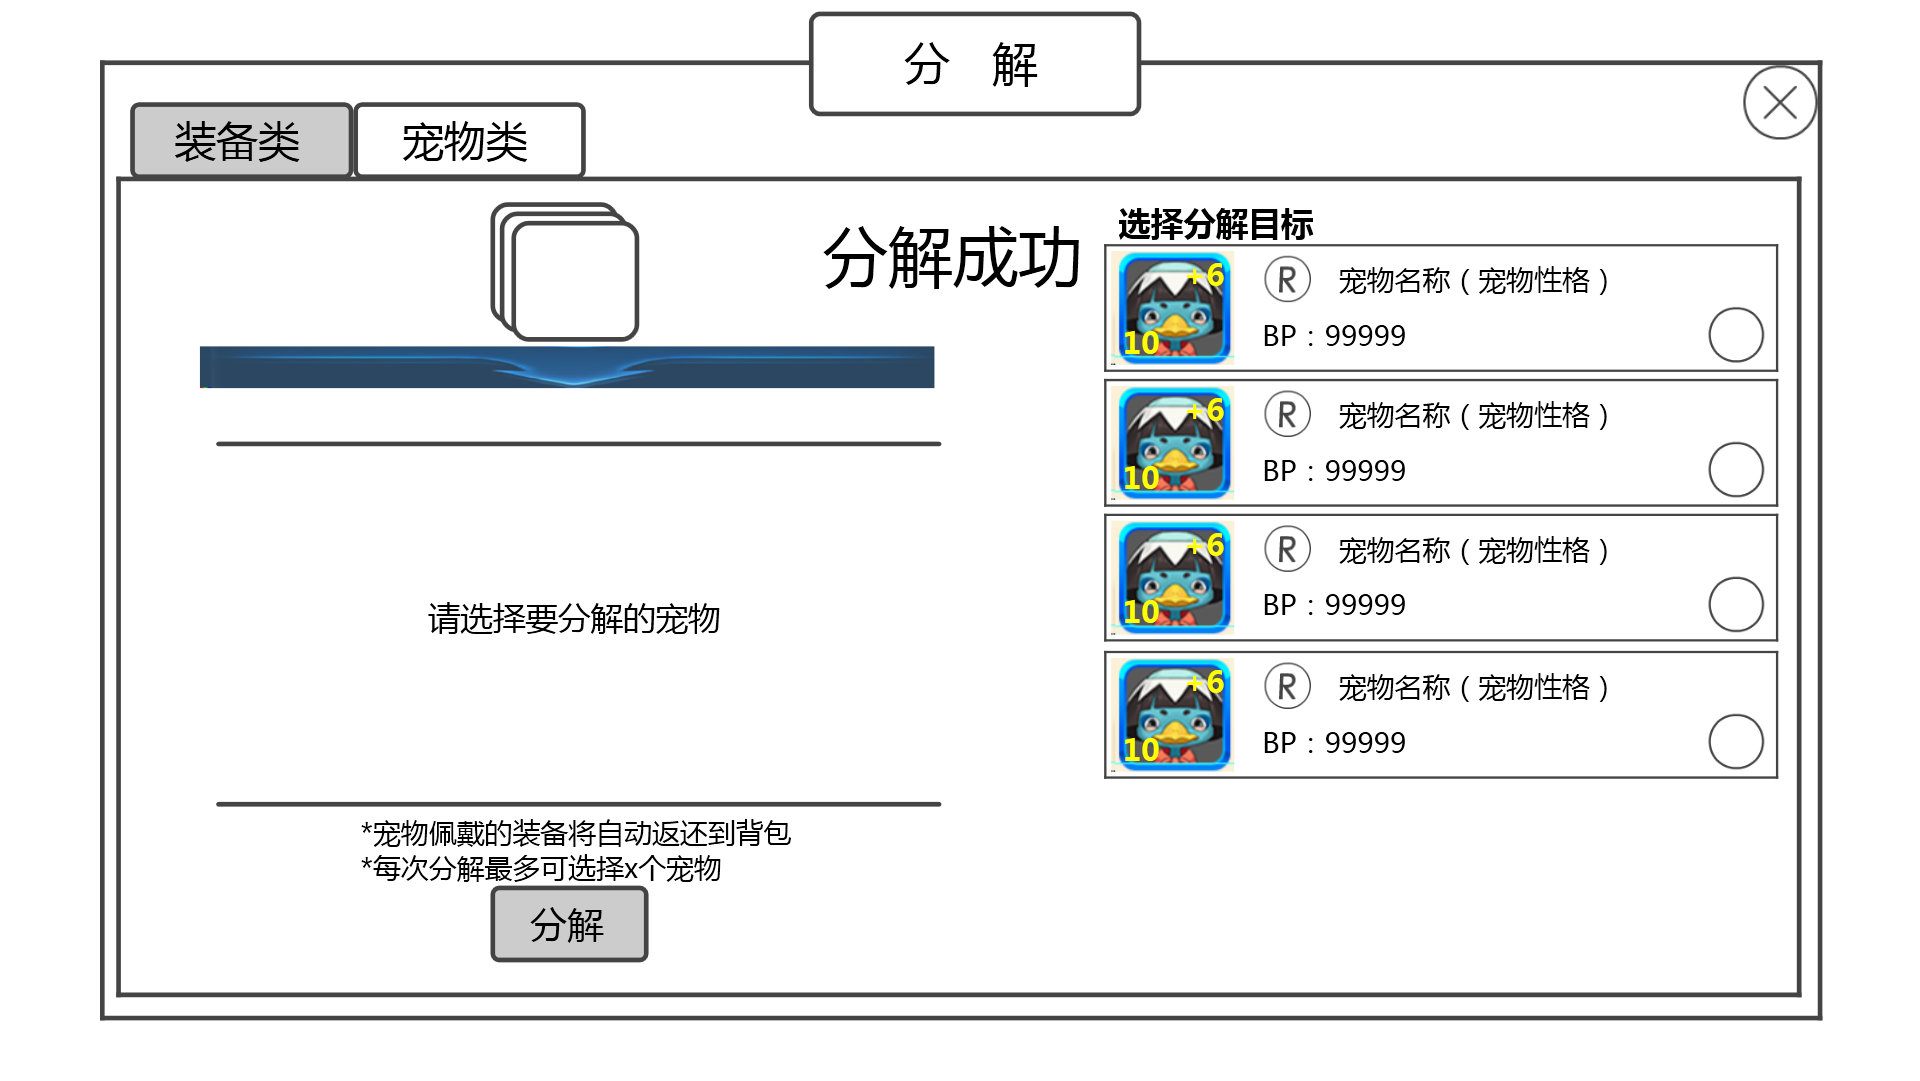 分 解
装备类
宠物类
分解成功
请选择要分解的宠物
*宠物佩戴的装备将自动返还到背包
*每次分解最多可选择x个宠物
分解
选择分解目标
+6
10
R 宠物名称（宠物性格）
BP：99999
+6
10
R 宠物名称（宠物性格）
BP：99999
+6
10
R 宠物名称（宠物性格）
BP：99999
+6
10
R 宠物名称（宠物性格）
BP：99999